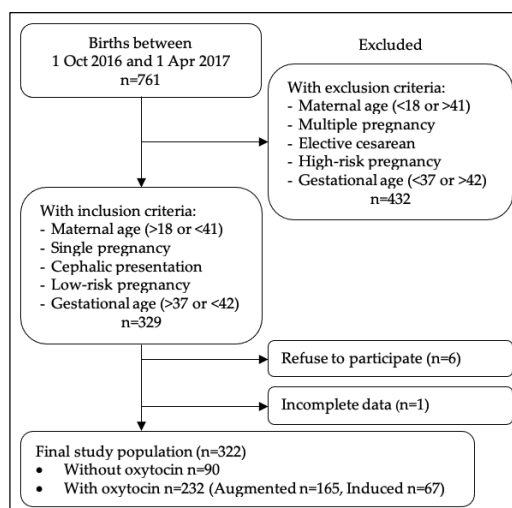 Births between
1 Oct 2016 and 1 Apr 2017
n=761
Excluded
With exclusion criteria:
- Maternal age (<18 or >41)
- Multiple pregnancy
- Elective cesarean
- High-risk pregnancy
- Gestational age (<37 or >42)
n=432
With inclusion criteria:
- Maternal age (>18 or <41)
- Single pregnancy
- Cephalic presentation
- Low-risk pregnancy
- Gestational age (>37 or <42)
n=329
Refuse to participate (n=6)
Incomplete data (n=1)
Final study population (n=322)
• Without oxytocin n=90
• With oxytocin n=232 (Augmented n=165, Induced n=67)